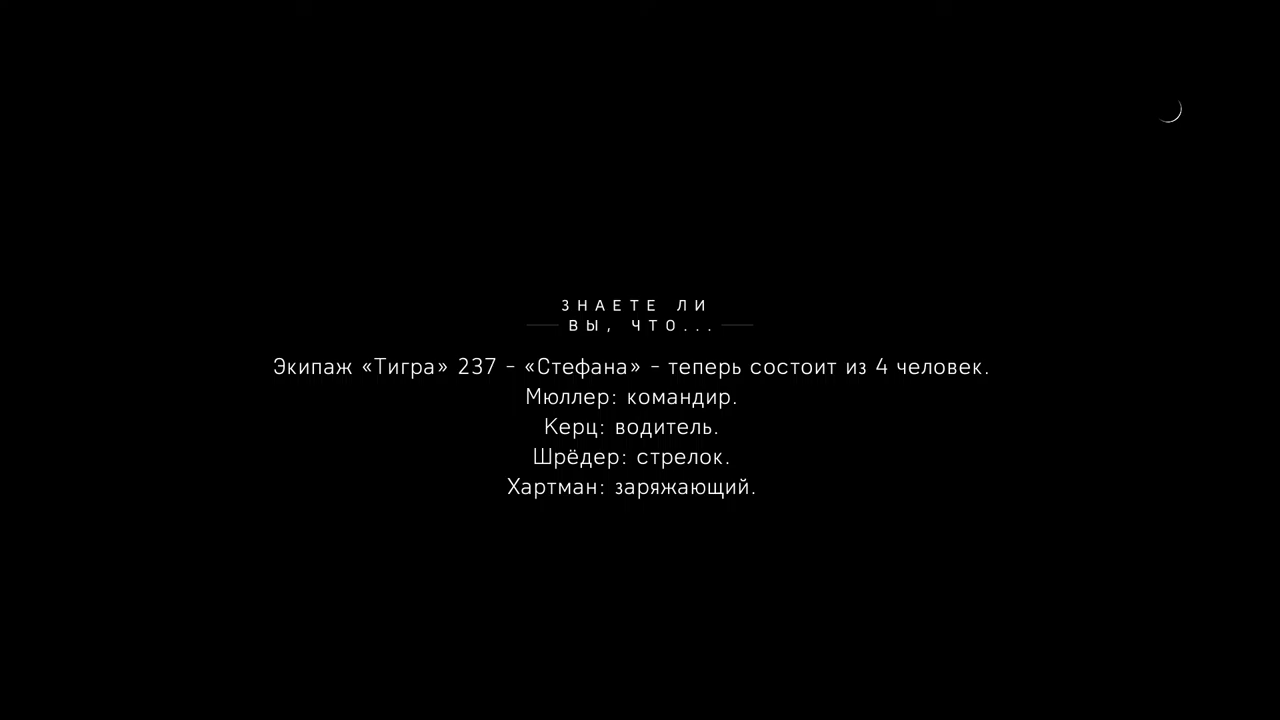 ЗНАЕТЕ ЛИ
ВЫ, ЧТО...
Экипаж «Тигра» 237 – «Стефана» – теперь состоит из 4 человек.
Мюллер: командир.
Керц: водитель.
Шрёдер: стрелок.
Хартман: заряжающий.